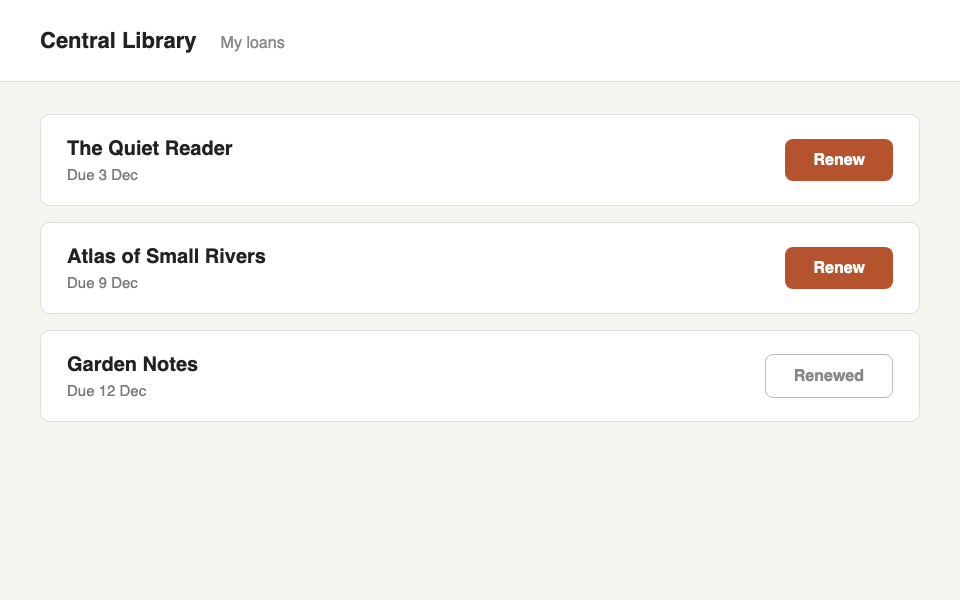 Central Library My loans
The Quiet Reader
Due 3 Dec
Renew
Atlas of Small Rivers
Due 9 Dec
Renew
Garden Notes
Due 12 Dec
Renewed